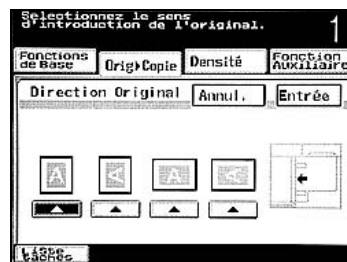 Sélectionnez le sens
d'introduction de l'original.
1
Fonctions de Base
Orig▸Copie
Densité
Fonction Auxiliaire
Direction Original
Annul.
Entrée
A A A A
Liste
tâches